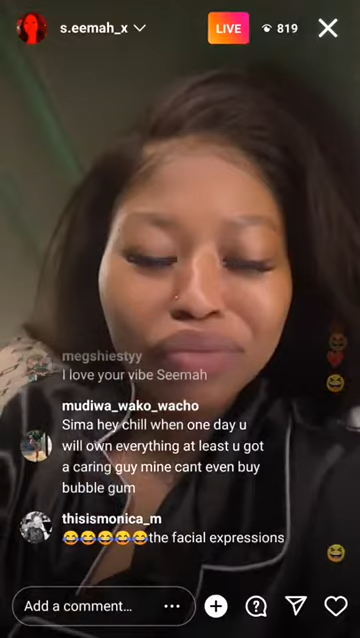 s.eemah_x
LIVE
819
megshiestyy
I love your vibe Seemah
mudiwa_wako_wacho
Sima hey chill when one day u
will own everything at least u got
a caring guy mine cant even buy
bubble gum
thisismonica_m
😂😂😂😂😂the facial expressions
Add a comment...